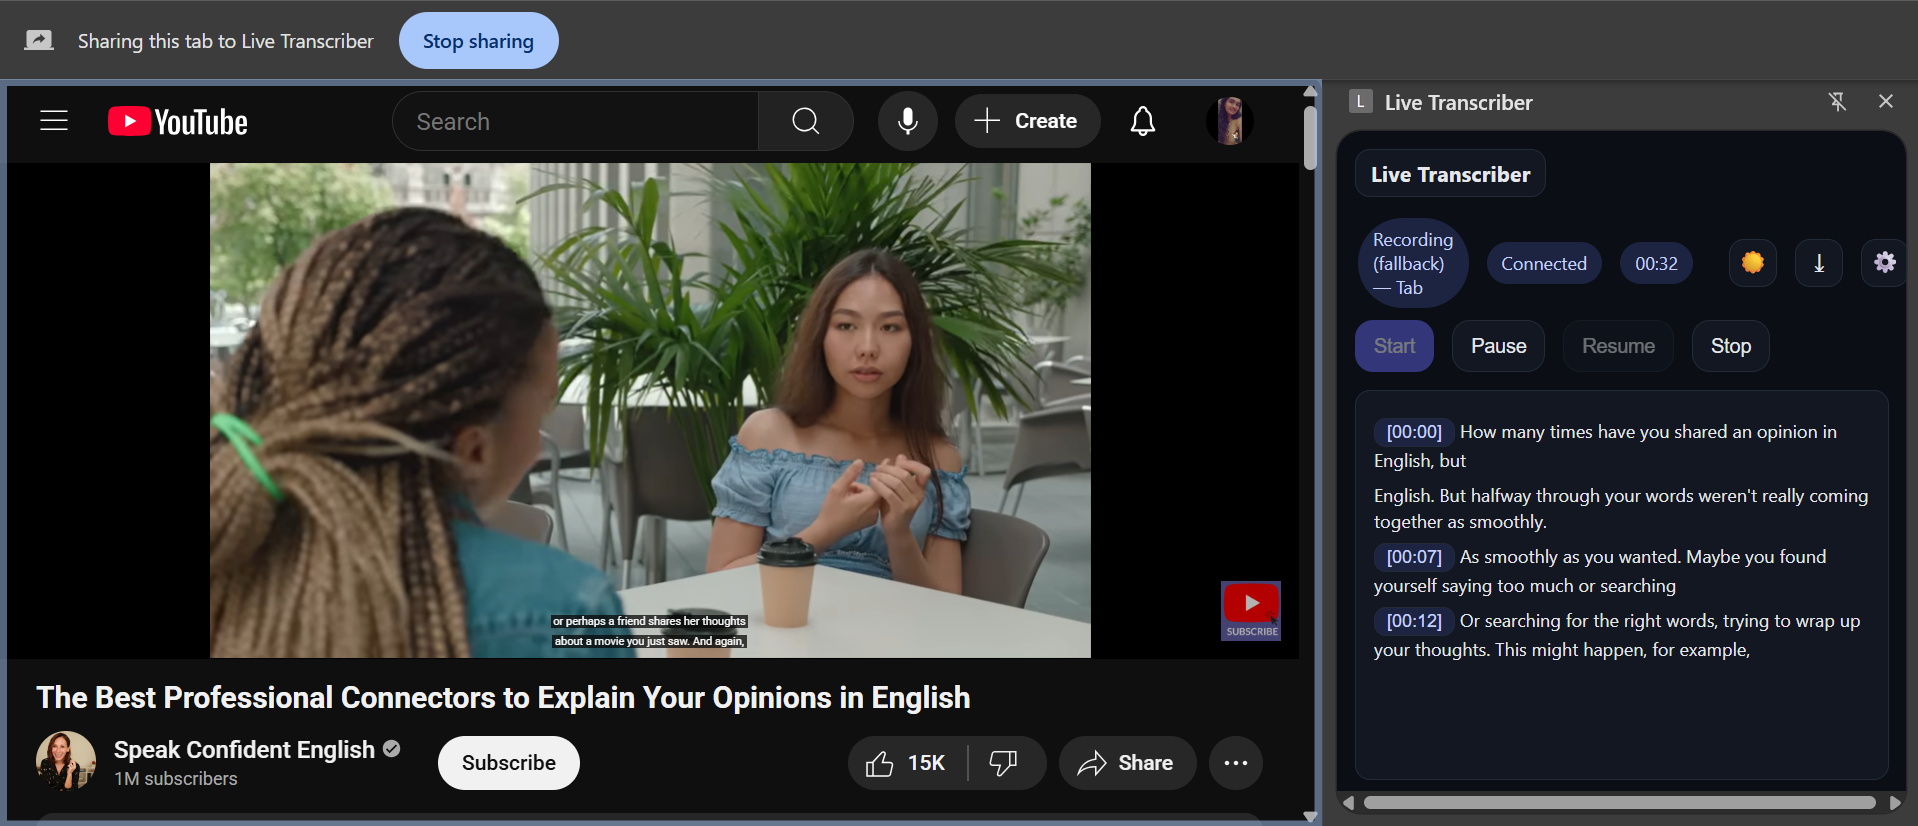 Sharing this tab to Live Transcriber
Stop sharing
YouTube
Search
Create
or perhaps a friend shares her thoughts
about a movie you just saw. And again,
SUBSCRIBE
The Best Professional Connectors to Explain Your Opinions in English
Speak Confident English
1M subscribers
Subscribe
15K
Share
L
Live Transcriber
Live Transcriber
Recording
(fallback)
— Tab
Connected
00:32
Start
Pause
Resume
Stop
[00:00] How many times have you shared an opinion in
English, but
English. But halfway through your words weren't really coming
together as smoothly.
[00:07] As smoothly as you wanted. Maybe you found
yourself saying too much or searching
[00:12] Or searching for the right words, trying to wrap up
your thoughts. This might happen, for example,